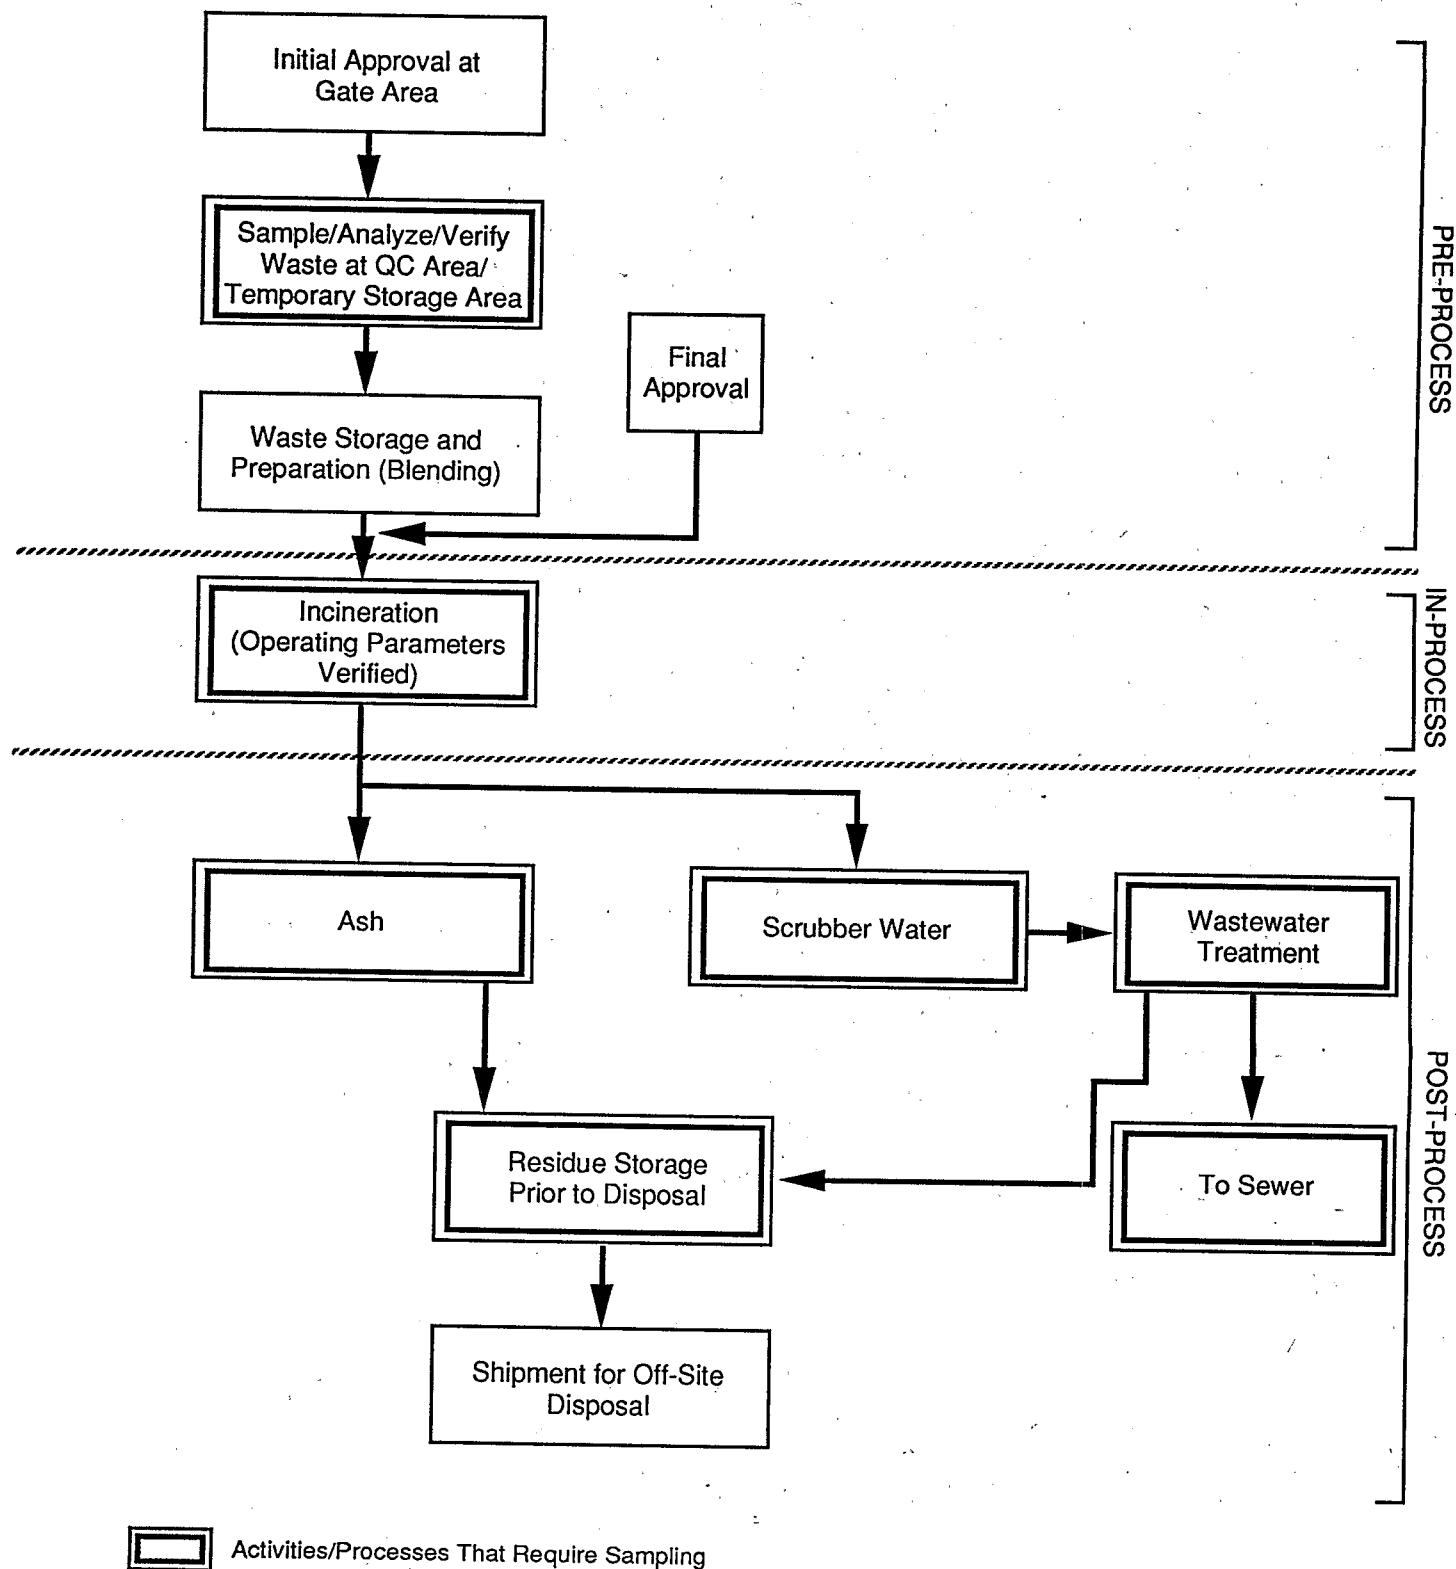 Initial Approval at
Gate Area
Sample/Analyze/Verify
Waste at QC Area/
Temporary Storage Area
Final
Approval
Waste Storage and
Preparation (Blending)
PRE-PROCESS
Incineration
(Operating Parameters
Verified)
IN-PROCESS
Ash
Scrubber Water
Wastewater
Treatment
Residue Storage
Prior to Disposal
To Sewer
POST-PROCESS
Shipment for Off-Site
Disposal
Activities/Processes That Require Sampling